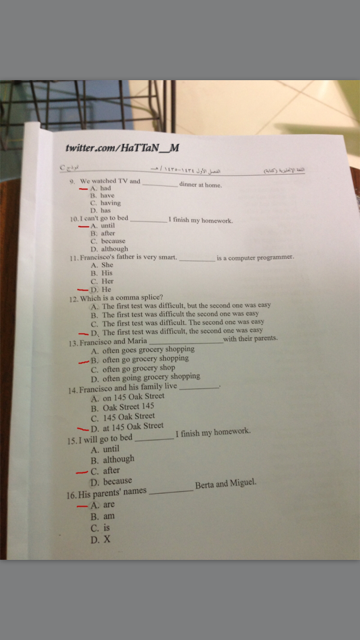 twitter.com/HaTTaN__M
9. We watched TV and ________ dinner at home.
A. had
B. have
C. having
D. has
10. I can't go to bed ________ I finish my homework.
A. until
B. after
C. because
D. although
11. Francisco's father is very smart. ________ is a computer programmer.
A. She
B. His
C. Her
D. He
12. Which is a comma splice?
A. The first test was difficult, but the second one was easy
B. The first test was difficult the second one was easy
C. The first test was difficult. The second one was easy
D. The first test was difficult, the second one was easy
13. Francisco and Maria ________ with their parents.
A. often goes grocery shopping
B. often go grocery shopping
C. often go grocery shop
D. often going grocery shopping
14. Francisco and his family live ________.
A. on 145 Oak Street
B. Oak Street 145
C. 145 Oak Street
D. at 145 Oak Street
15. I will go to bed ________ I finish my homework.
A. until
B. although
C. after
D. because
16. His parents' names ________ Berta and Miguel.
A. are
B. am
C. is
D. X